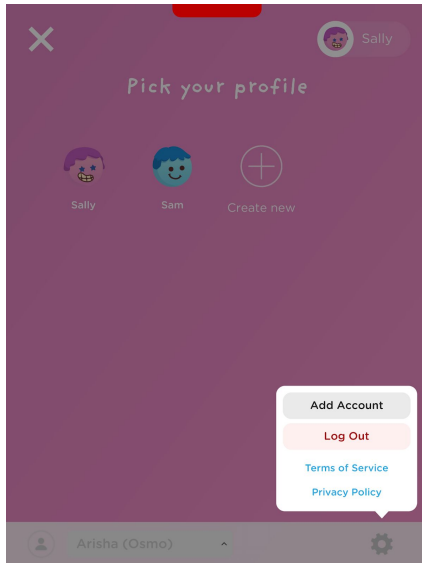 Sally
Pick your profile
Sally
Sam
Create new
Add Account
Log Out
Terms of Service
Privacy Policy
Arisha (Osmo)